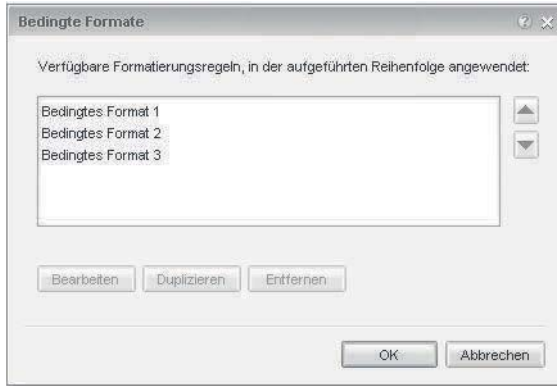 Bedingte Formate
Verfügbare Formatierungsregeln, in der aufgeführten Reihenfolge angewendet:
Bedingtes Format 1
Bedingtes Format 2
Bedingtes Format 3
Bearbeiten Duplizieren Entfernen
OK Abbrechen